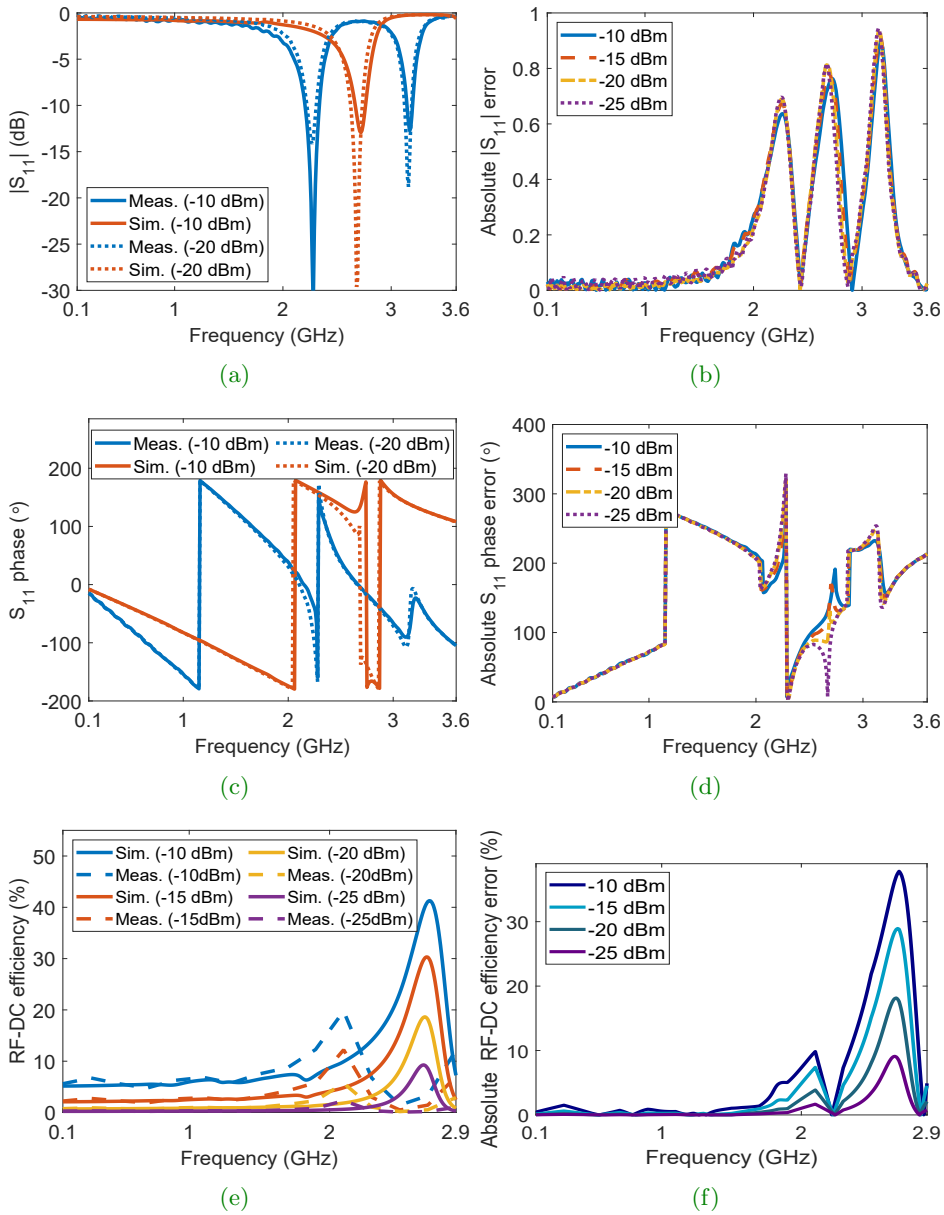 0
-5
-10
-15
-20
-25
-30
|S11| (dB)
Meas. (-10 dBm)
Sim. (-10 dBm)
Meas. (-20 dBm)
Sim. (-20 dBm)
0.1
1
2
3
3.6
Frequency (GHz)
(a)
1
0.8
0.6
0.4
0.2
0
Absolute |S11| error
-10 dBm
-15 dBm
-20 dBm
-25 dBm
0.1
1
2
3
3.6
Frequency (GHz)
(b)
200
100
0
-100
-200
S11 phase (°)
Meas. (-10 dBm)
Sim. (-10 dBm)
Meas. (-20 dBm)
Sim. (-20 dBm)
0.1
1
2
3
3.6
Frequency (GHz)
(c)
400
300
200
100
0
Absolute S11 phase error (°)
-10 dBm
-15 dBm
-20 dBm
-25 dBm
0.1
1
2
3
3.6
Frequency (GHz)
(d)
50
40
30
20
10
0
RF-DC efficiency (%)
Sim. (-10 dBm)
Meas. (-10dBm)
Sim. (-15 dBm)
Meas. (-15dBm)
Sim. (-20 dBm)
Meas. (-20dBm)
Sim. (-25 dBm)
Meas. (-25dBm)
0.1
1
2
2.9
Frequency (GHz)
(e)
30
20
10
0
Absolute RF-DC efficiency error (%)
-10 dBm
-15 dBm
-20 dBm
-25 dBm
0.1
1
2
2.9
Frequency (GHz)
(f)